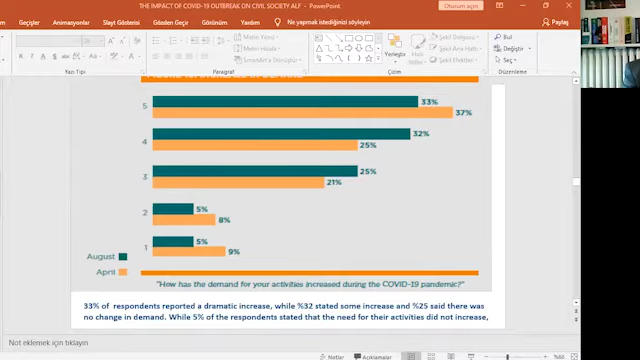 THE IMPACT OF COVID-19 OUTBREAK ON CIVIL SOCIETY ALF - PowerPoint
Oturum açın
Geçişler Animasyonlar Slayt Gösterisi Gözden Geçir Görünüm Yardım Ne yapmak istediğinizi söyleyin Paylaş
Metin Yönü
Metni Hizala
SmartArt'a Dönüştür
Yerleştir
Hızlı
Şekil Dolgusu
Şekil Ana Hattı
Şekil Efektleri
Bul
Değiştir
Seç
Yazı Tipi Paragraf Çizim Düzenleme
5 33%
37%
4 32%
25%
3 25%
21%
2 5%
8%
1 5%
9%
August
April
"How has the demand for your activities increased during the COVID-19 pandemic?"
33% of respondents reported a dramatic increase, while %32 stated some increase and %25 said there was
no change in demand. While 5% of the respondents stated that the need for their activities did not increase,
Not eklemek için tıklayın
Notlar Açıklamalar